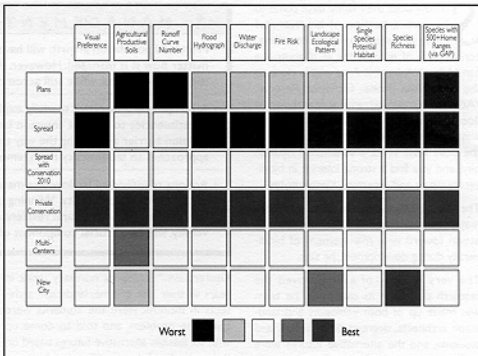 Visual
Preference
Agricultural
Productive
Soils
Runoff
Curve
Number
Flood
Hydrograph
Water
Discharge
Fire Risk
Landscape
Ecological
Pattern
Single
Species
Potential
Habitat
Species
Richness
Species with
500+Home
Ranges
(via GAP)
Plans
Spread
Spread
with
Conservation
2010
Private
Conservation
Multi-
Centers
New
City
Worst
Best